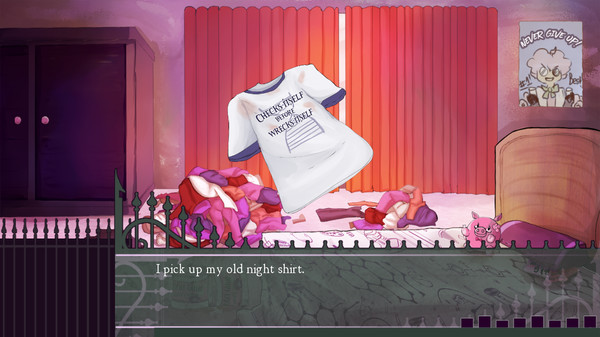 NEVER GIVE UP!
CHECKS ITSELF
BEFORE
WRECKS ITSELF
I pick up my old night shirt.